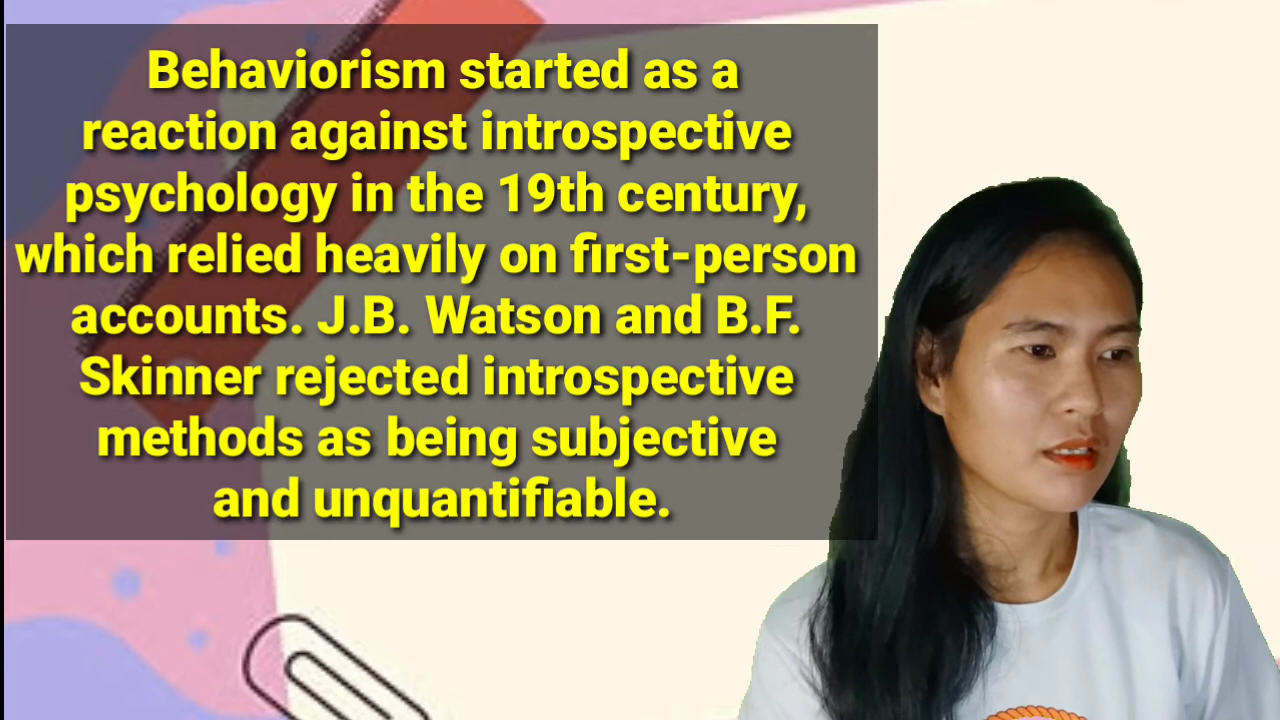 Behaviorism started as a
reaction against introspective
psychology in the 19th century,
which relied heavily on first-person
accounts. J.B. Watson and B.F.
Skinner rejected introspective
methods as being subjective
and unquantifiable.